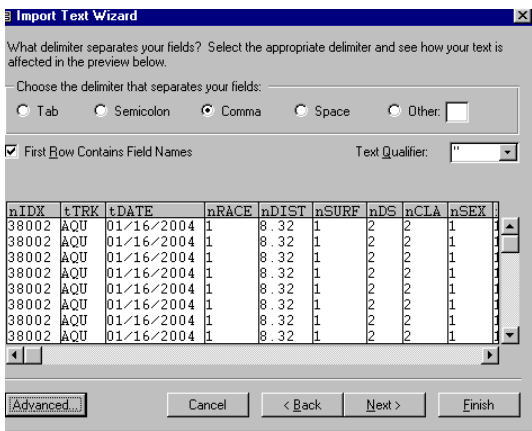 Import Text Wizard
What delimiter separates your fields? Select the appropriate delimiter and see how your text is
affected in the preview below.
Choose the delimiter that separates your fields:
Tab Semicolon Comma Space Other:
First Row Contains Field Names Text Qualifier: "
nIDX tTRK tDATE nRACE nDIST nSURF nDS nCLA nSEX
38002 AQU 01/16/2004 1 8.32 1 2 2 1 1
38002 AQU 01/16/2004 1 8.32 1 2 2 1 1
38002 AQU 01/16/2004 1 8.32 1 2 2 1 1
38002 AQU 01/16/2004 1 8.32 1 2 2 1 1
38002 AQU 01/16/2004 1 8.32 1 2 2 1 1
38002 AQU 01/16/2004 1 8.32 1 2 2 1 1
38002 AQU 01/16/2004 1 8.32 1 2 2 1 1
38002 AQU 01/16/2004 1 8.32 1 2 2 1 1
Advanced... Cancel < Back Next > Finish